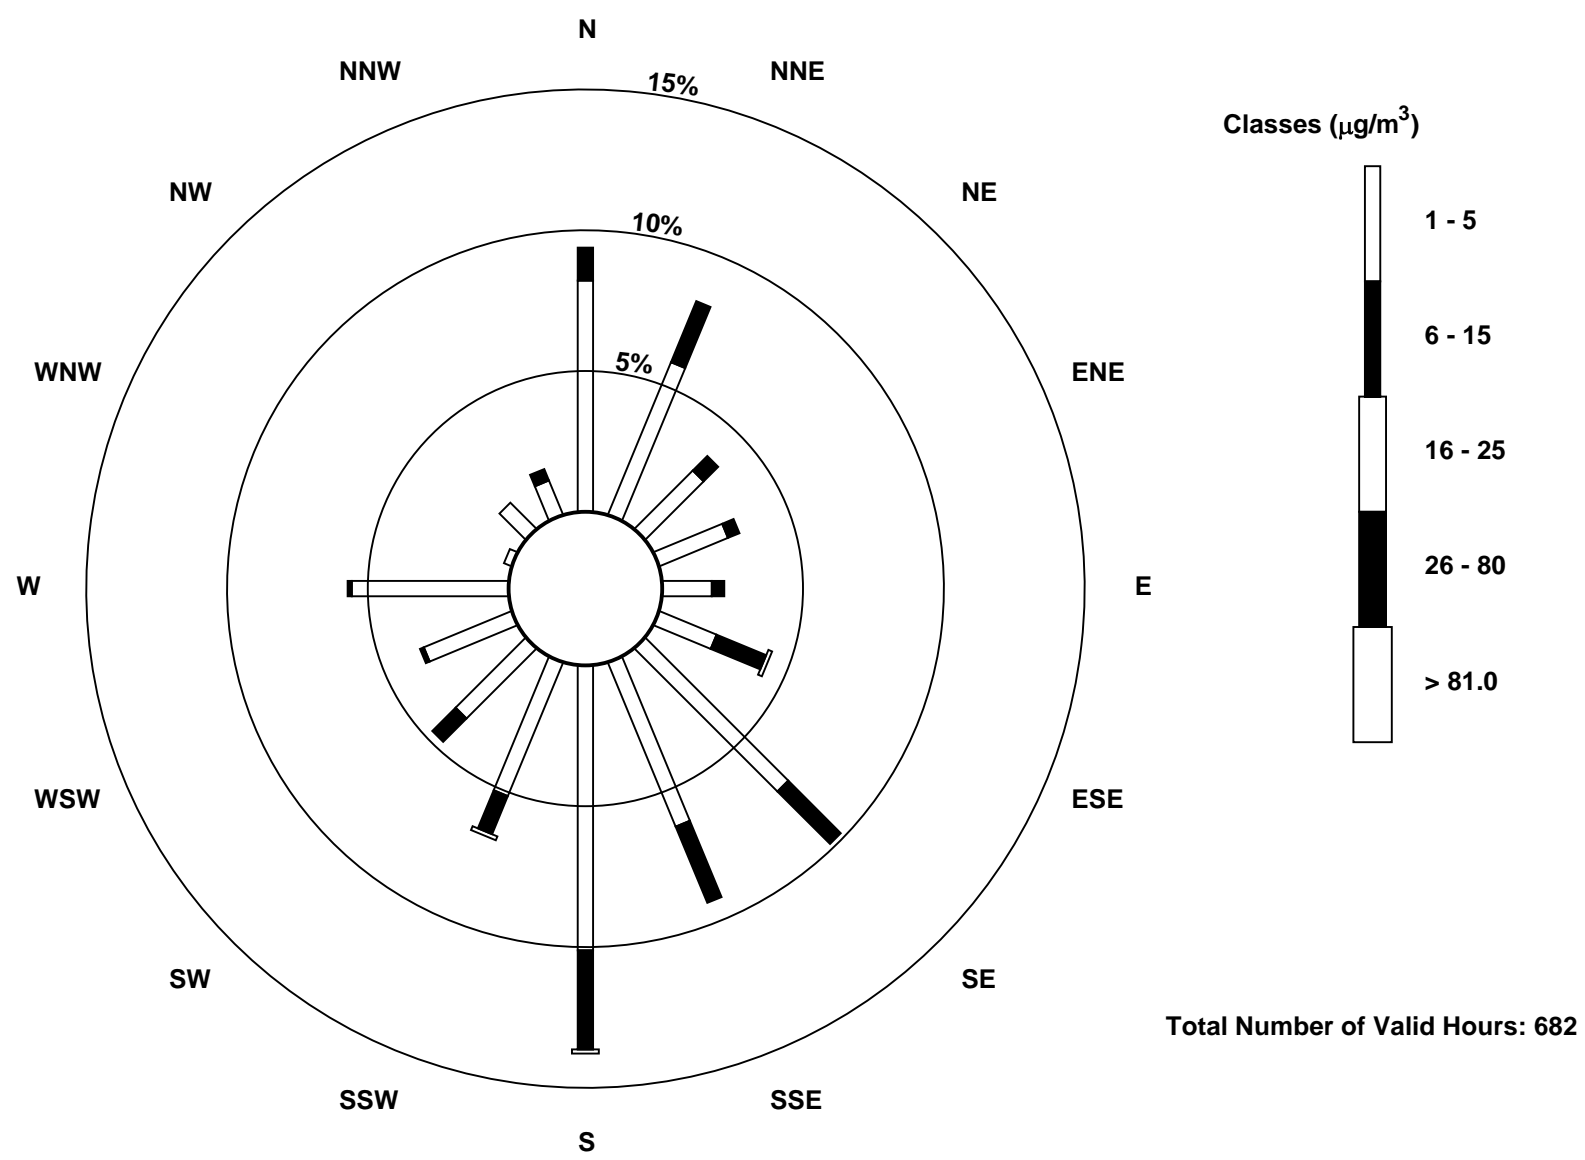 N
NNW
NNE
15%
Classes (μg/m³)
NW
NE
1 - 5
10%
6 - 15
5%
WNW
ENE
16 - 25
26 - 80
W
E
> 81.0
WSW
ESE
SW
SE
Total Number of Valid Hours: 682
SSW
SSE
S